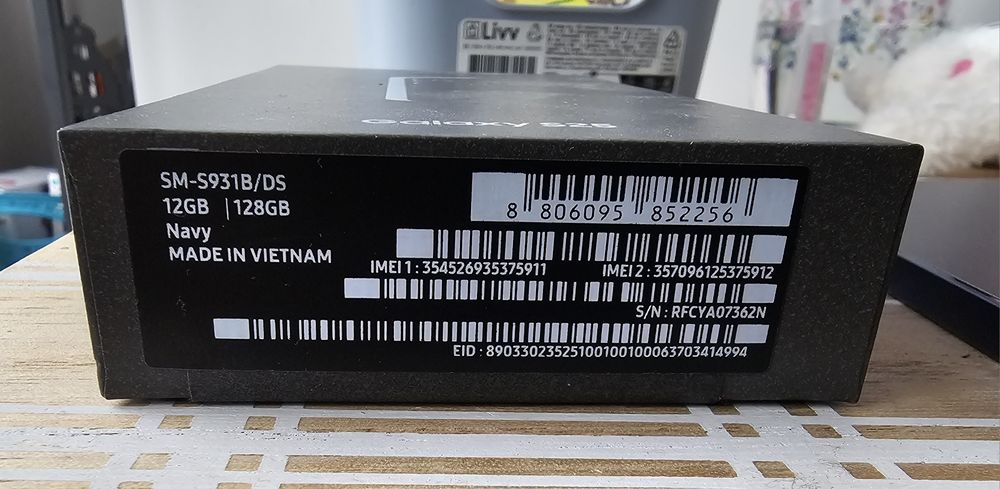 Livv
Galaxy S25
SM-S931B/DS
12GB | 128GB
Navy
MADE IN VIETNAM
8 806095 852256
IMEI 1 : 354526935375911
IMEI 2 : 357096125375912
S/N : RFCYA07362N
EID : 89033023525100100100063703414994